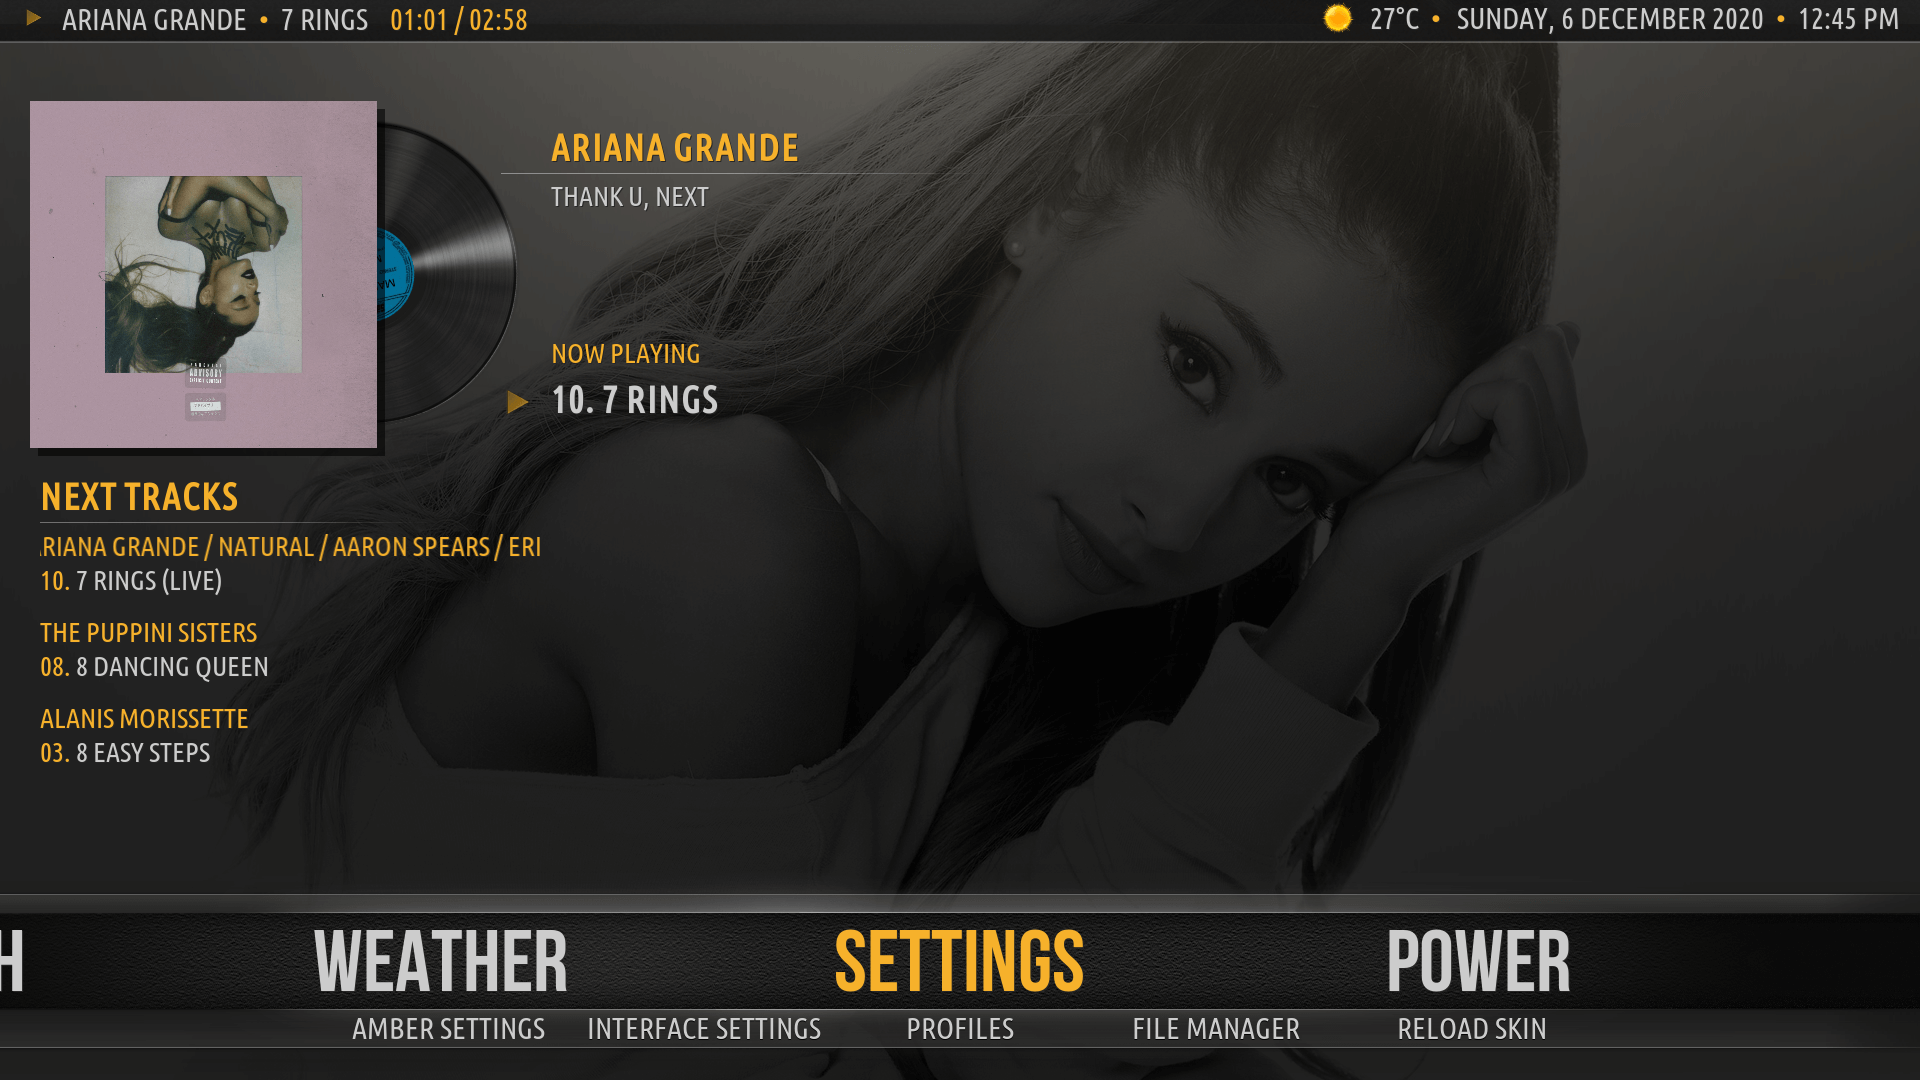 ARIANA GRANDE • 7 RINGS 01:01 / 02:58
27°C • SUNDAY, 6 DECEMBER 2020 • 12:45 PM
ARIANA GRANDE
THANK U, NEXT
NOW PLAYING
10. 7 RINGS
ADVISORY
NEXT TRACKS
RIANA GRANDE / NATURAL / AARON SPEARS / ERI
10. 7 RINGS (LIVE)
THE PUPPINI SISTERS
08. 8 DANCING QUEEN
ALANIS MORISSETTE
03. 8 EASY STEPS
H WEATHER SETTINGS POWER
AMBER SETTINGS INTERFACE SETTINGS PROFILES FILE MANAGER RELOAD SKIN